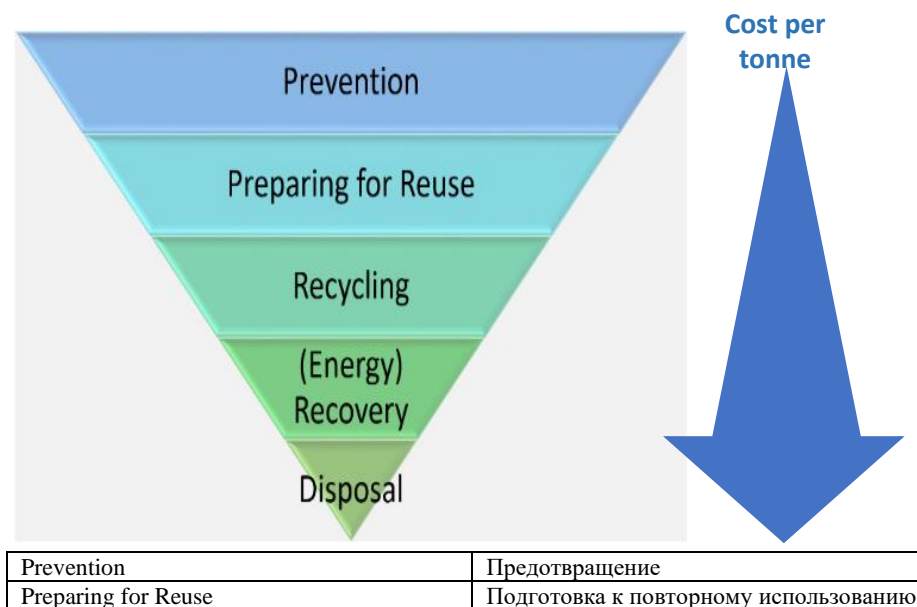 Cost per
tonne
Prevention
Preparing for Reuse
Recycling
(Energy)
Recovery
Disposal
Prevention Предотвращение
Preparing for Reuse Подготовка к повторному использованию